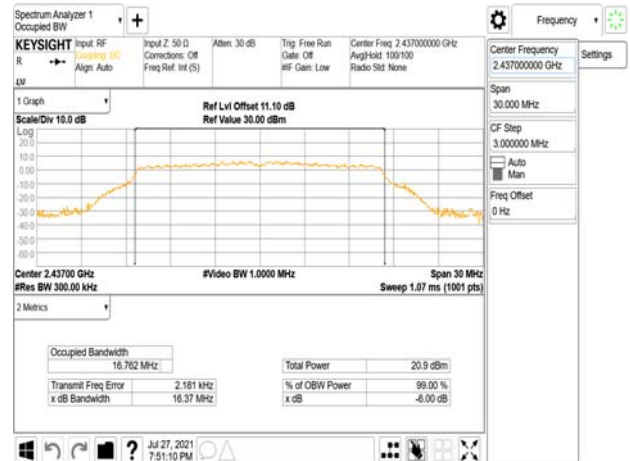 Spectrum Analyzer 1
Occupied BW
Frequency
KEYSIGHT
R
LVI
Input: RF
Coupling: DC
Align: Auto
Input Z: 50 Ω
Corrections: Off
Freq Ref: Int (S)
Atten: 30 dB
Trig: Free Run
Gate: Off
#IF Gain: Low
Center Freq: 2.437000000 GHz
Avg|Hold: 100/100
Radio Std: None
1 Graph
Scale/Div 10.0 dB
Ref Lvl Offset 11.10 dB
Ref Value 30.00 dBm
Log
20.0
10.0
0.00
-10.0
-20.0
-30.0
-40.0
-50.0
-60.0
Center 2.43700 GHz
#Video BW 1.0000 MHz
Span 30 MHz
#Res BW 300.00 kHz
Sweep 1.07 ms (1001 pts)
2 Metrics
Occupied Bandwidth
16.762 MHz
Total Power 20.9 dBm
Transmit Freq Error 2.181 kHz
% of OBW Power 99.00 %
x dB Bandwidth 16.37 MHz
x dB -6.00 dB
Jul 27, 2021
7:51:10 PM
Center Frequency
2.437000000 GHz
Settings
Span
30.000 MHz
CF Step
3.000000 MHz
Auto
Man
Freq Offset
0 Hz